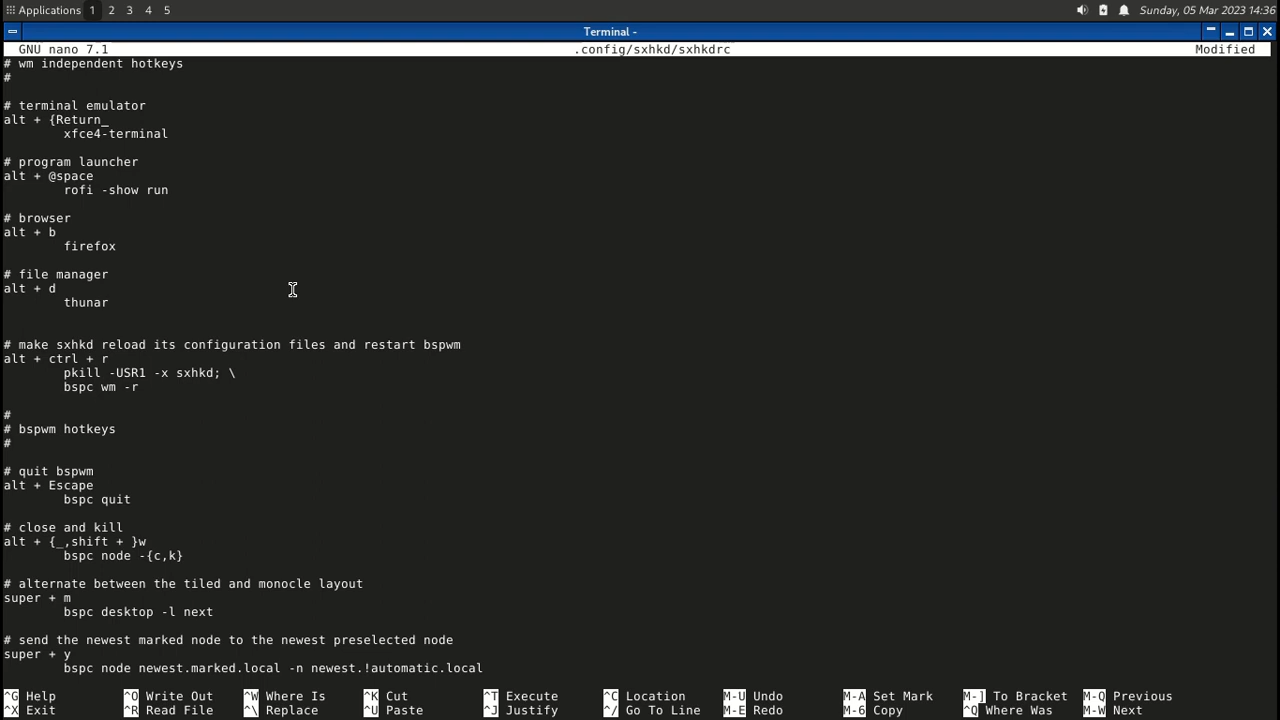 Applications 1 2 3 4 5 Sunday, 05 Mar 2023 14:36
Terminal -
GNU nano 7.1 .config/sxhkd/sxhkdrc Modified
# wm independent hotkeys
#
# terminal emulator
alt + {Return_
xfce4-terminal
# program launcher
alt + @space
rofi -show run
# browser
alt + b
firefox
# file manager
alt + d
thunar
# make sxhkd reload its configuration files and restart bspwm
alt + ctrl + r
pkill -USR1 -x sxhkd; \
bspc wm -r
#
# bspwm hotkeys
#
# quit bspwm
alt + Escape
bspc quit
# close and kill
alt + {_,shift + }w
bspc node -{c,k}
# alternate between the tiled and monocle layout
super + m
bspc desktop -l next
# send the newest marked node to the newest preselected node
super + y
bspc node newest.marked.local -n newest.!automatic.local
^G Help ^O Write Out ^W Where Is ^K Cut ^T Execute ^C Location M-U Undo M-A Set Mark M-] To Bracket M-Q Previous
^X Exit ^R Read File ^\ Replace ^U Paste ^J Justify ^/ Go To Line M-E Redo M-6 Copy ^Q Where Was M-W Next